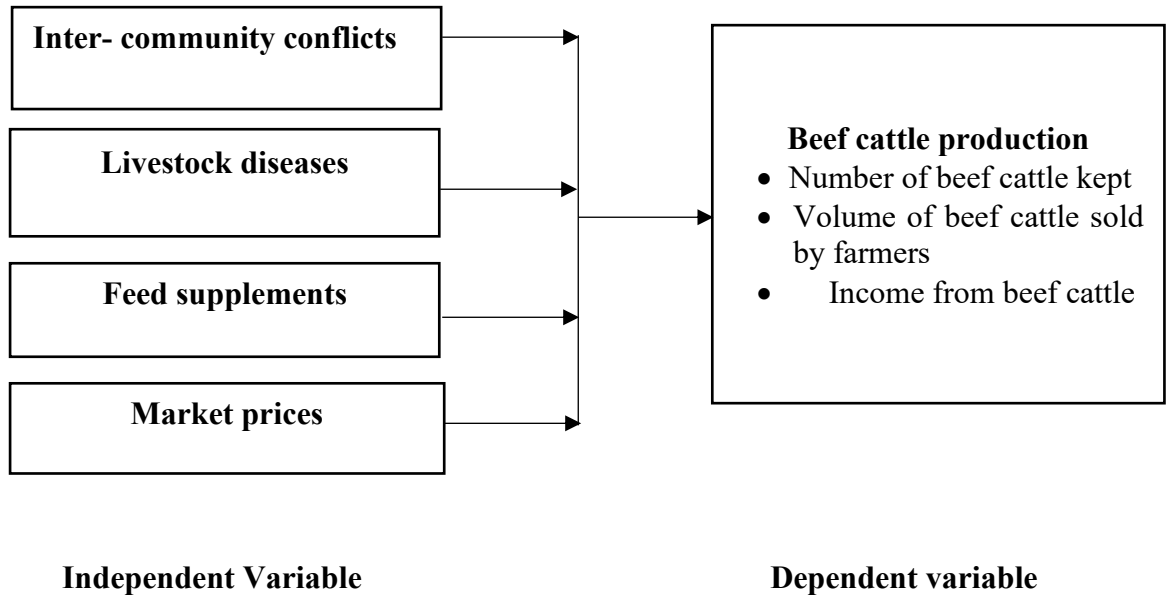 Inter- community conflicts
Livestock diseases
Feed supplements
Market prices
Beef cattle production
• Number of beef cattle kept
• Volume of beef cattle sold
by farmers
• Income from beef cattle
Independent Variable
Dependent variable